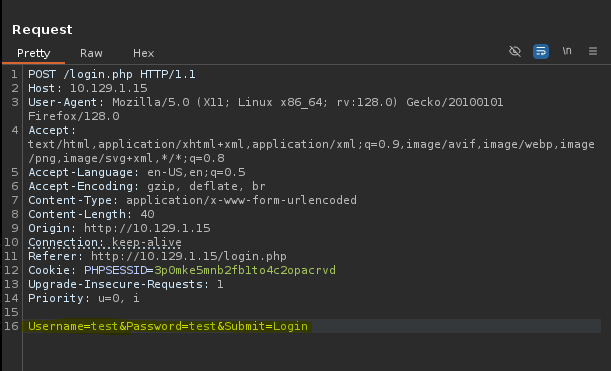 Request
Pretty Raw Hex \n
1 POST /login.php HTTP/1.1
2 Host: 10.129.1.15
3 User-Agent: Mozilla/5.0 (X11; Linux x86_64; rv:128.0) Gecko/20100101
Firefox/128.0
4 Accept:
text/html,application/xhtml+xml,application/xml;q=0.9,image/avif,image/webp,image
/png,image/svg+xml,*/*;q=0.8
5 Accept-Language: en-US,en;q=0.5
6 Accept-Encoding: gzip, deflate, br
7 Content-Type: application/x-www-form-urlencoded
8 Content-Length: 40
9 Origin: http://10.129.1.15
10 Connection: keep-alive
11 Referer: http://10.129.1.15/login.php
12 Cookie: PHPSESSID=3p0mke5mnb2fb1to4c2opacrvd
13 Upgrade-Insecure-Requests: 1
14 Priority: u=0, i
15
16 Username=test&Password=test&Submit=Login